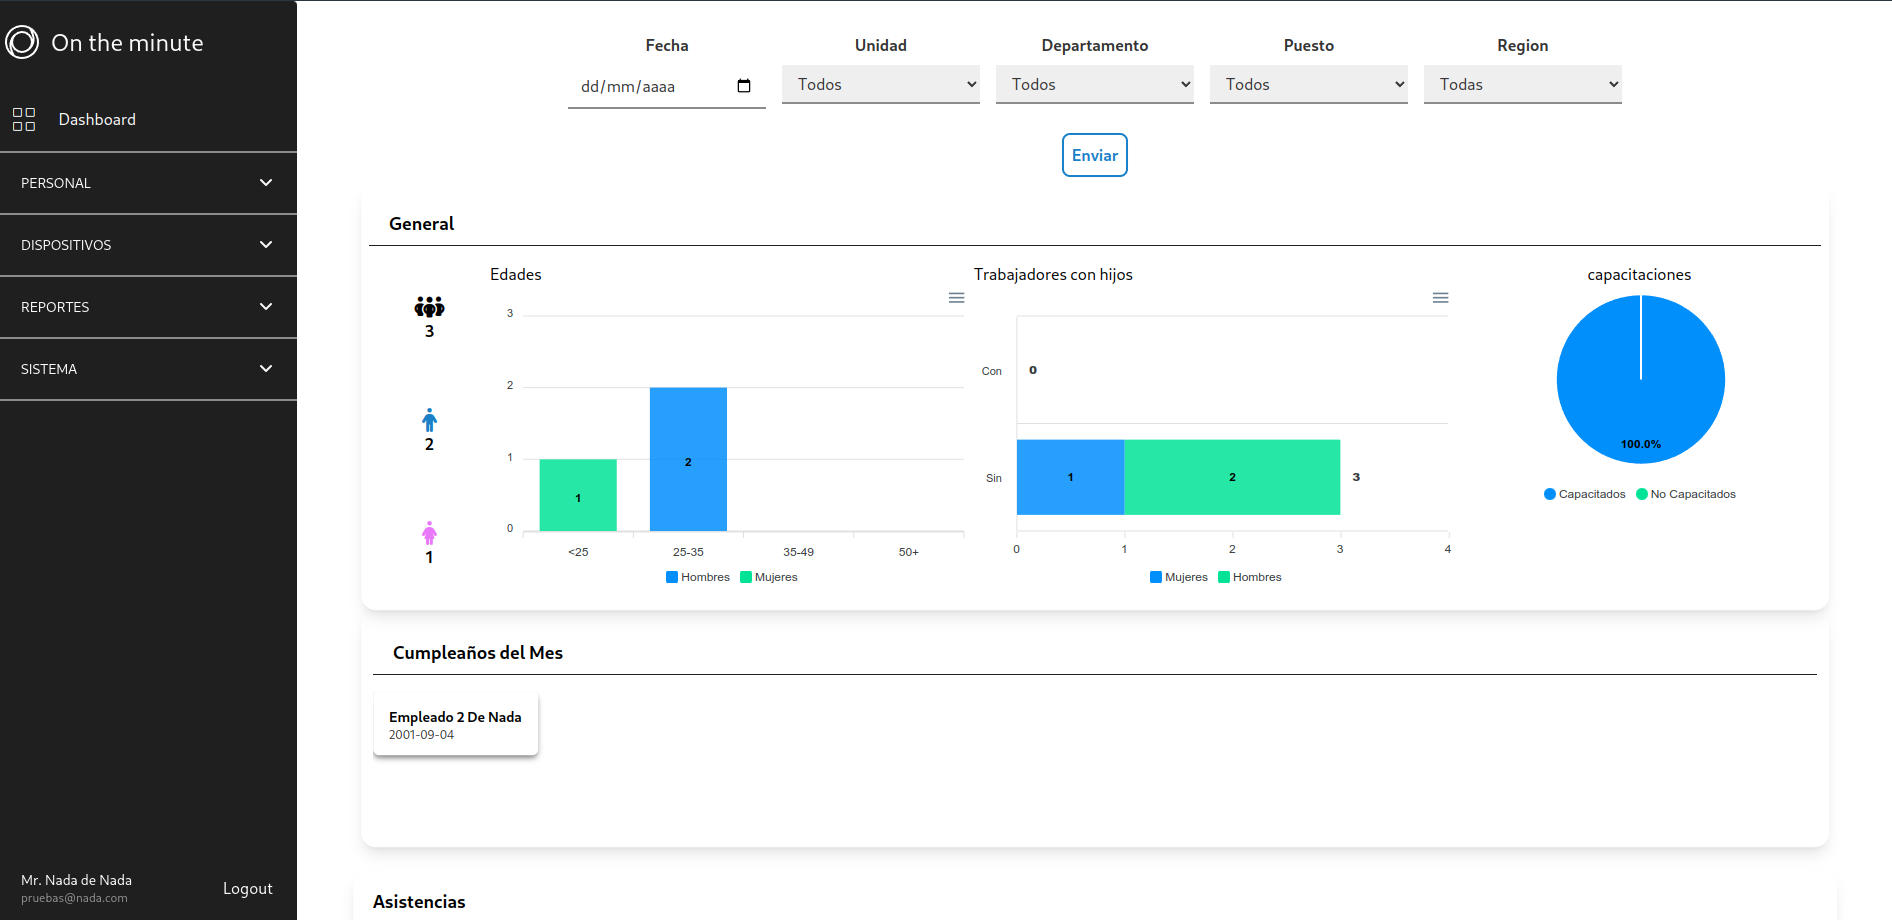 On the minute
Dashboard
PERSONAL
DISPOSITIVOS
REPORTES
SISTEMA
Mr. Nada de Nada
pruebas@nada.com
Logout
Fecha Unidad Departamento Puesto Region
dd/mm/aaaa Todos Todos Todos Todas
Enviar
General
3
2
1
Edades
3
2
1
0
1
2
<25 25-35 35-49 50+
Hombres Mujeres
Trabajadores con hijos
Con 0
Sin 1 2 3
0 1 2 3 4
Mujeres Hombres
capacitaciones
100.0%
Capacitados No Capacitados
Cumpleaños del Mes
Empleado 2 De Nada
2001-09-04
Asistencias